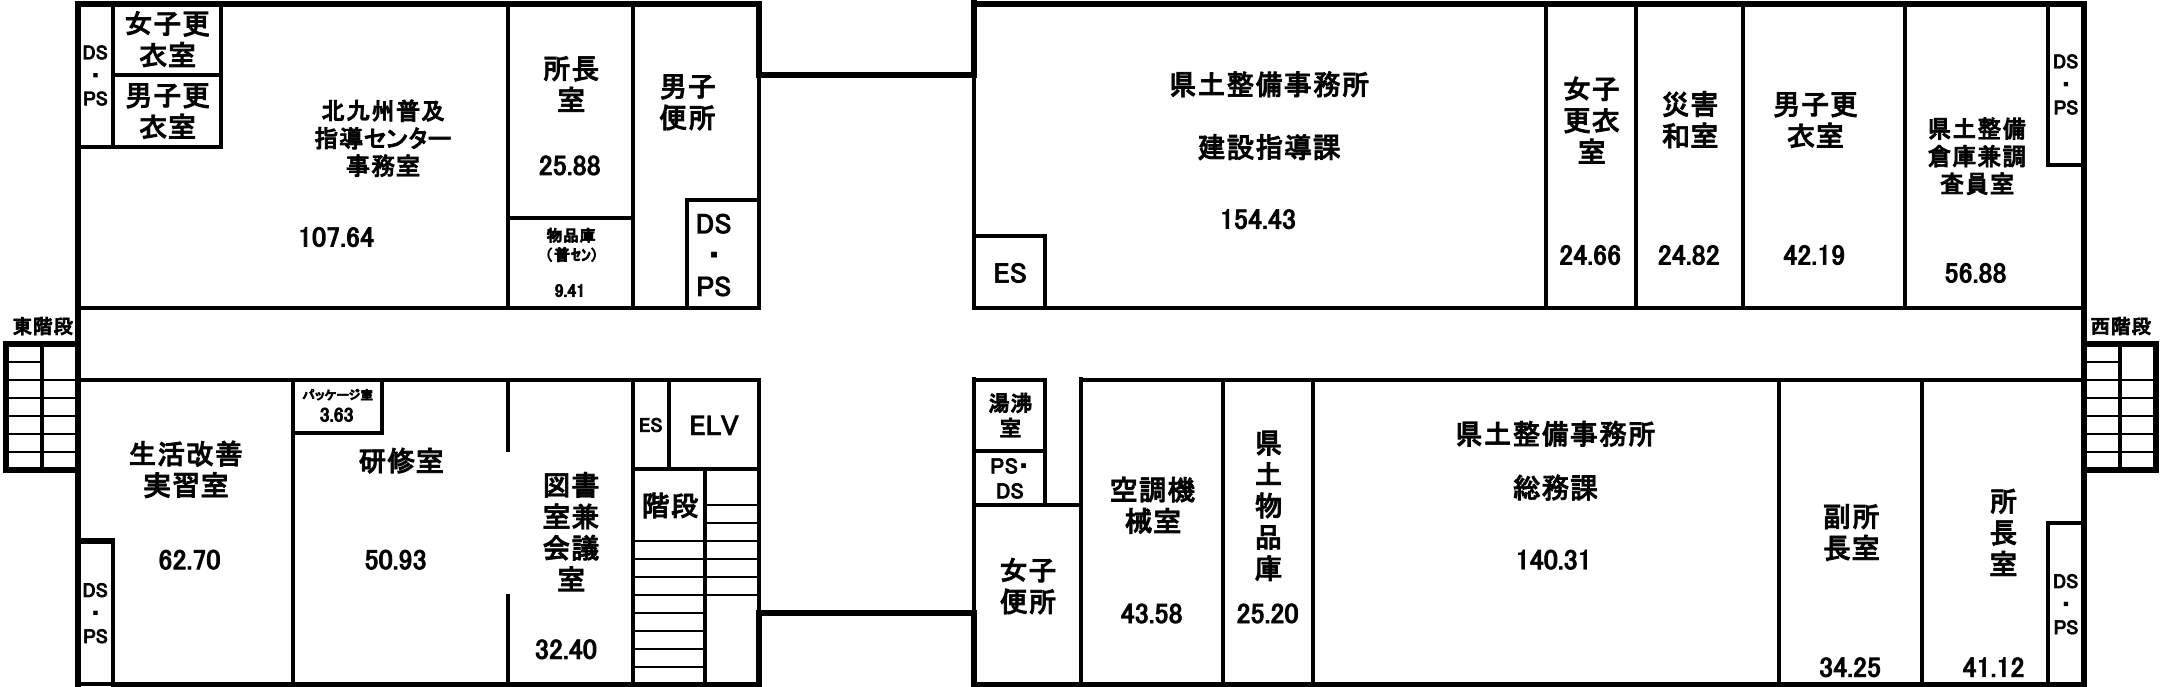 DS
・
PS
女子更
衣室
男子更
衣室
北九州普及
指導センター
事務室
107.64
所長
室
25.88
物品庫
（普セン）
9.41
男子
便所
DS
・
PS
県土整備事務所
建設指導課
154.43
ES
女子
更衣
室
24.66
災害
和室
24.82
男子更
衣室
42.19
県土整備
倉庫兼調
査員室
56.88
DS
・
PS
東階段
西階段
生活改善
実習室
62.70
DS
・
PS
パッケージ室
3.63
研修室
50.93
図書
室兼
会議
室
32.40
ES
ELV
階段
湯沸
室
PS・
DS
女子
便所
空調機
械室
43.58
県
土
物
品
庫
25.20
県土整備事務所
総務課
140.31
副所
長室
34.25
所
長
室
41.12
DS
・
PS